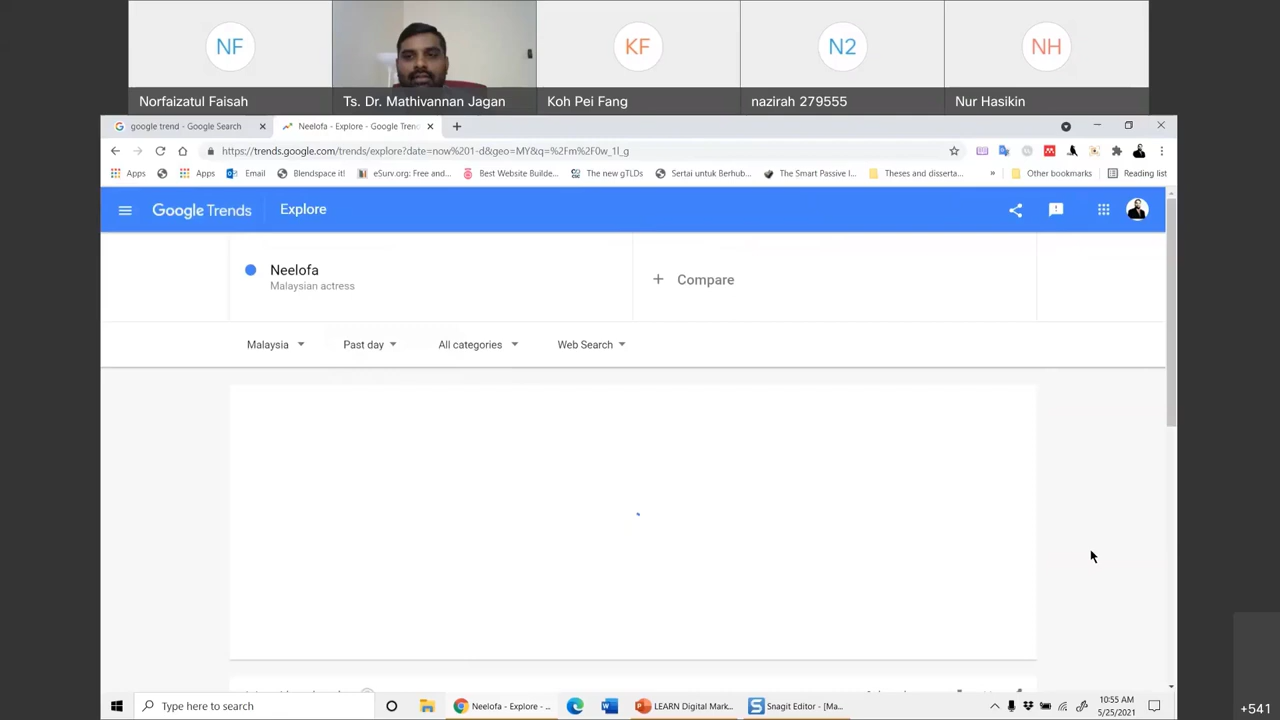 NF
KF
N2
NH
Norfaizatul Faisah
Ts. Dr. Mathivannan Jagan
Koh Pei Fang
nazirah 279555
Nur Hasikin
google trend - Google Search
Neelofa - Explore - Google Tren
https://trends.google.com/trends/explore?date=now%201-d&geo=MY&q=%2Fm%2F0w_1l_g
Apps
Apps
Email
Blendspace it!
eSurv.org: Free and...
Best Website Builde...
The new gTLDs
Sertai untuk Berhub...
The Smart Passive I...
Theses and disserta...
»
Other bookmarks
Reading list
Google Trends
Explore
Neelofa
Malaysian actress
+ Compare
Malaysia
Past day
All categories
Web Search
Type here to search
Neelofa - Explore - ...
LEARN Digital Mark...
Snagit Editor - [Ma...
10:55 AM
5/25/2021
+541